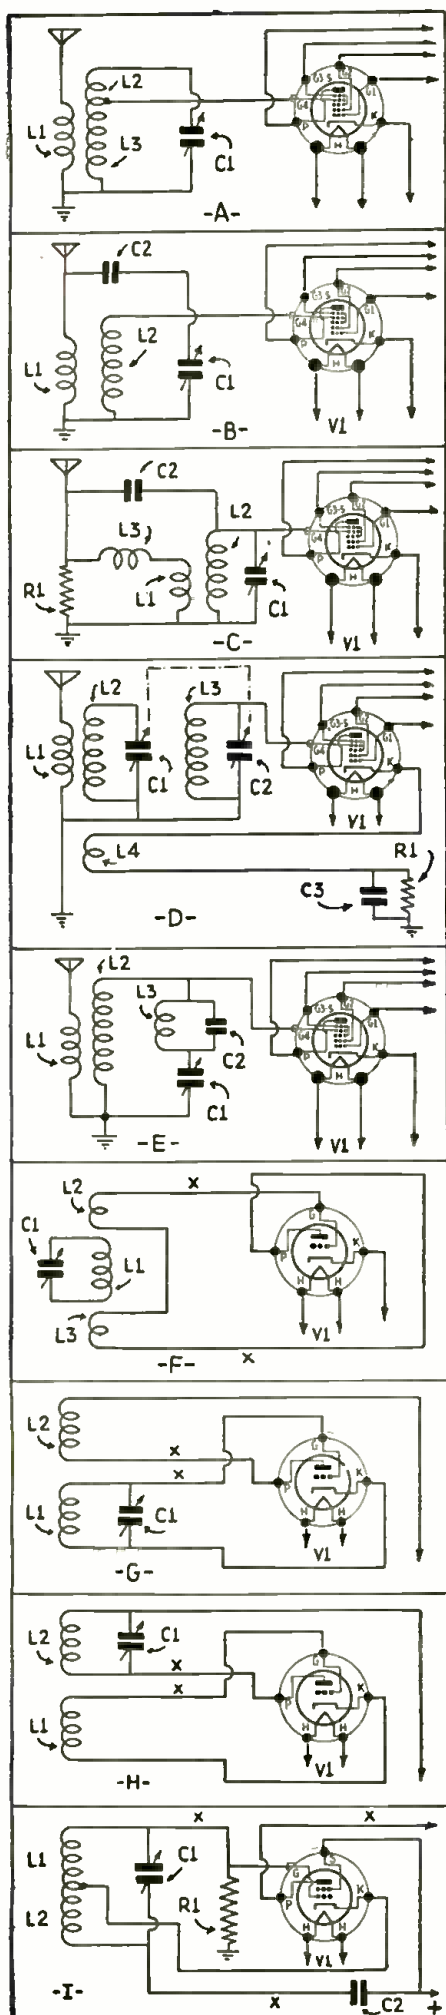 L2
L1
L3
C1
G3-S
G2
G1
G4
P
K
H
-A-
C2
L1
L2
C1
G3-S
G2
G1
G4
P
K
H
V1
-B-
C2
L3
L2
R1
L1
C1
G3-S
G2
G1
G4
P
K
H
V1
-C-
L2
L3
L1
C1
C2
G3-S
G2
G1
G4
P
K
H
V1
L4
R1
C3
-D-
L2
L3
L1
C2
C1
G3-S
G2
G1
G4
P
K
H
V1
-E-
L2
X
C1
L1
L3
G
P
K
H
H
V1
-F-
X
L2
X
X
L1
C1
G
P
K
H
H
V1
-G-
L2
C1
X
X
L1
G
P
K
H
H
V1
-H-
X
X
L1
C1
L2
R1
G
S
P
K
H
H
V1
-I-
X
C2
+